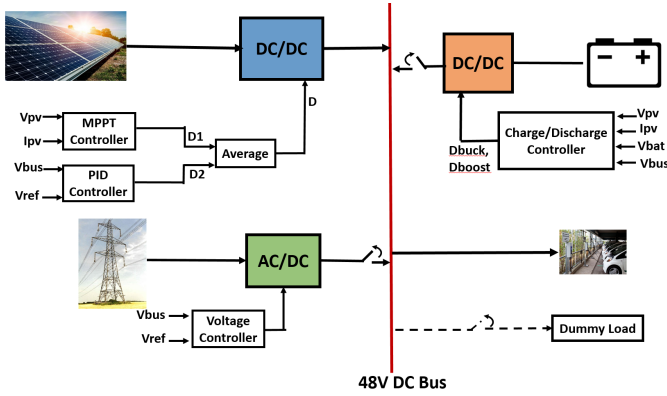 DC/DC
D
Vpv
Ipv
MPPT
Controller
D1
Vbus
Vref
PID
Controller
D2
Average
DC/DC
− +
Dbuck,
Dboost
Charge/Discharge
Controller
Vpv
Ipv
Vbat
Vbus
AC/DC
Vbus
Vref
Voltage
Controller
Dummy Load
48V DC Bus